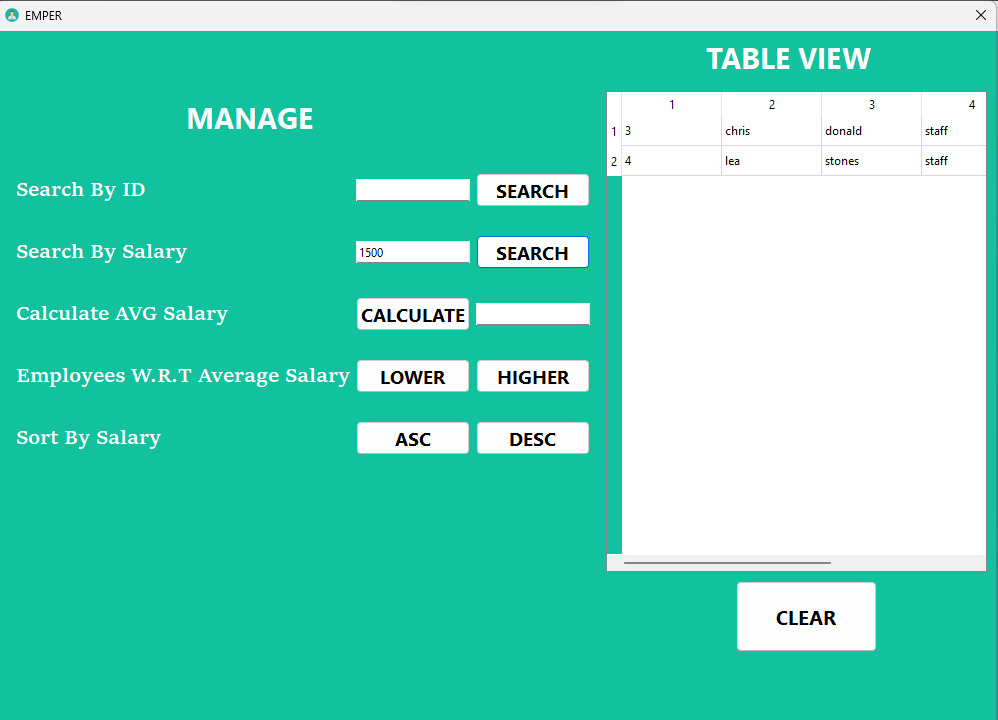 EMPER
TABLE VIEW
MANAGE
1 2 3 4
1 3 chris donald staff
2 4 lea stones staff
Search By ID SEARCH
Search By Salary 1500 SEARCH
Calculate AVG Salary CALCULATE
Employees W.R.T Average Salary LOWER HIGHER
Sort By Salary ASC DESC
CLEAR